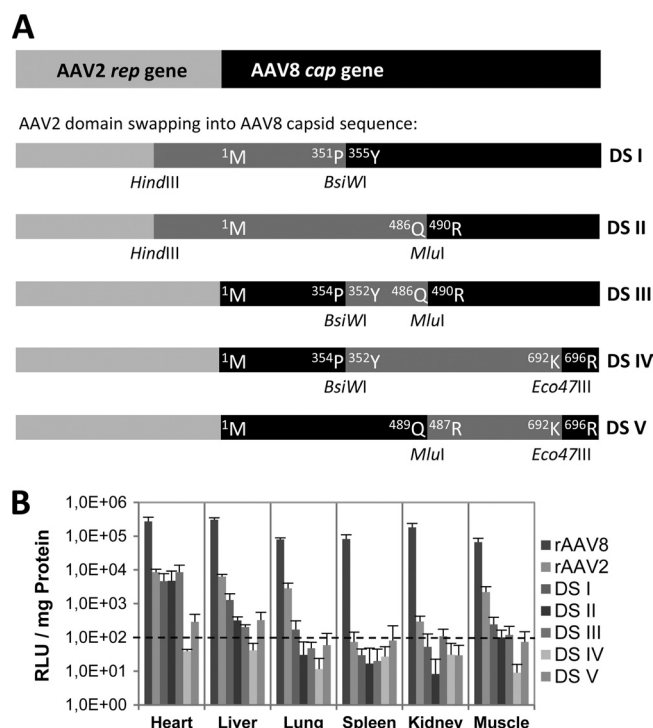 A
AAV2 rep gene AAV8 cap gene
AAV2 domain swapping into AAV8 capsid sequence:
¹M ³⁵¹P ³⁵⁵Y DS I
HindIII BsiWI
¹M ⁴⁸⁶Q ⁴⁹⁰R DS II
HindIII MluI
¹M ³⁵⁴P ³⁵²Y ⁴⁸⁶Q ⁴⁹⁰R DS III
BsiWI MluI
¹M ³⁵⁴P ³⁵²Y ⁶⁹²K ⁶⁹⁶R DS IV
BsiWI Eco47III
¹M ⁴⁸⁹Q ⁴⁸⁷R ⁶⁹²K ⁶⁹⁶R DS V
MluI Eco47III
B
RLU / mg Protein
1,0E+06
1,0E+05
1,0E+04
1,0E+03
1,0E+02
1,0E+01
1,0E+00
Heart Liver Lung Spleen Kidney Muscle
rAAV8
rAAV2
DS I
DS II
DS III
DS IV
DS V